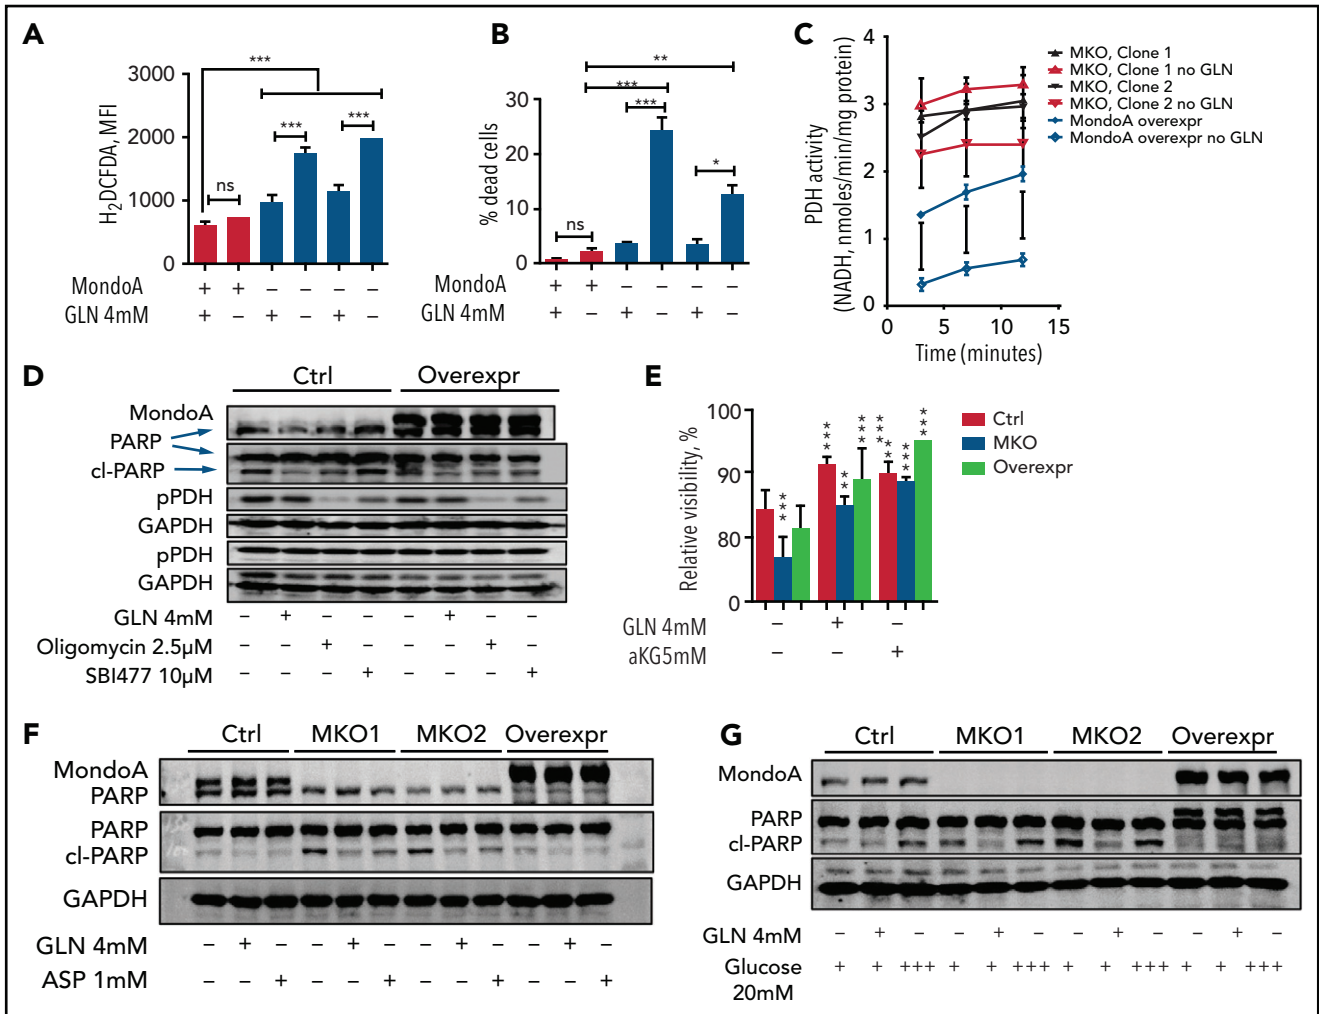 A
H₂DCFDA, MFI
3000
2000
1000
0
***
ns
***
***
MondoA + + − − − −
GLN 4mM + − + − + −
B
% dead cells
30
20
10
0
**
***
***
*
ns
MondoA + + − − − −
GLN 4mM + − + − + −
C
PDH activity
(NADH, nmoles/min/mg protein)
4
3
2
1
0
0 5 10 15
Time (minutes)
MKO, Clone 1
MKO, Clone 1 no GLN
MKO, Clone 2
MKO, Clone 2 no GLN
MondoA overexpr
MondoA overexpr no GLN
D
Ctrl Overexpr
MondoA
PARP
cl-PARP
pPDH
GAPDH
pPDH
GAPDH
GLN 4mM − + − − − + − −
Oligomycin 2.5µM − − + − − − + −
SBI477 10µM − − − + − − − +
E
Relative visibility, %
100
90
80
0
***
***
**
***
***
**
***
***
Ctrl
MKO
Overexpr
GLN 4mM − + −
aKG5mM − − +
F
Ctrl MKO1 MKO2 Overexpr
MondoA
PARP
PARP
cl-PARP
GAPDH
GLN 4mM − + − − + − − + − − + −
ASP 1mM − − + − − + − − + − − +
G
Ctrl MKO1 MKO2 Overexpr
MondoA
PARP
cl-PARP
GAPDH
GLN 4mM − + − − + − − + − − + −
Glucose + + +++ + + +++ + + +++ + + +++
20mM